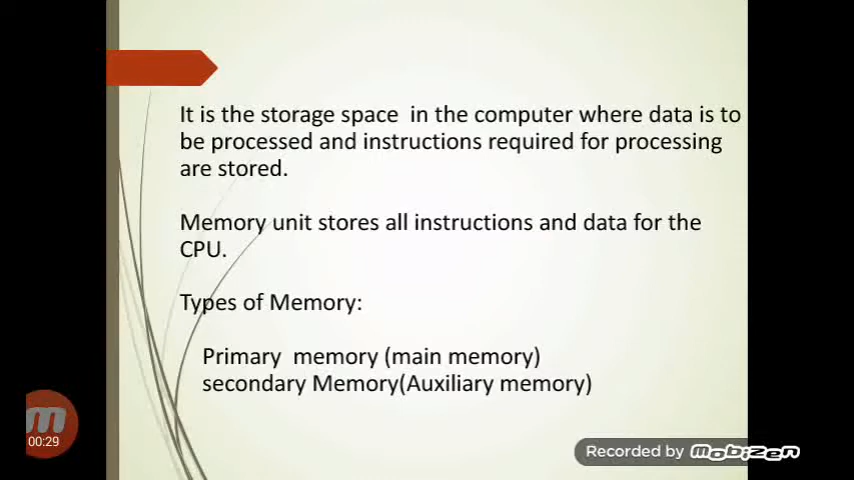 It is the storage space in the computer where data is to
be processed and instructions required for processing
are stored.
Memory unit stores all instructions and data for the
CPU.
Types of Memory:
Primary memory (main memory)
secondary Memory(Auxiliary memory)
00:29
Recorded by mobizen